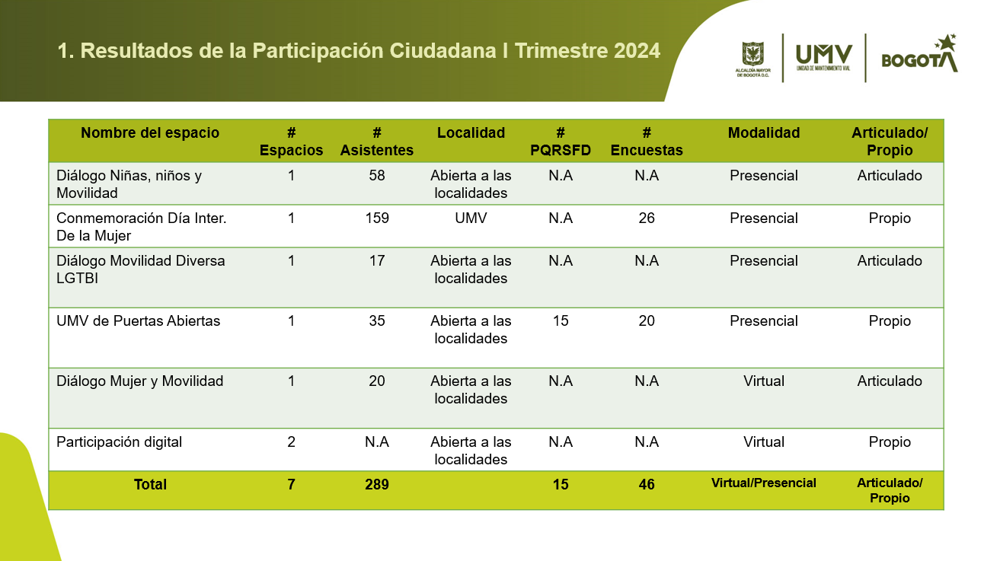 1. Resultados de la Participación Ciudadana I Trimestre 2024
ALCALDÍA MAYOR
DE BOGOTÁ D.C.
UMV
UNIDAD DE MANTENIMIENTO VIAL
BOGOTÁ
Nombre del espacio # Espacios # Asistentes Localidad # PQRSFD # Encuestas Modalidad Articulado/ Propio
Diálogo Niñas, niños y Movilidad 1 58 Abierta a las localidades N.A N.A Presencial Articulado
Conmemoración Día Inter. De la Mujer 1 159 UMV N.A 26 Presencial Propio
Diálogo Movilidad Diversa LGTBI 1 17 Abierta a las localidades N.A N.A Presencial Articulado
UMV de Puertas Abiertas 1 35 Abierta a las localidades 15 20 Presencial Propio
Diálogo Mujer y Movilidad 1 20 Abierta a las localidades N.A N.A Virtual Articulado
Participación digital 2 N.A Abierta a las localidades N.A N.A Virtual Propio
Total 7 289 15 46 Virtual/Presencial Articulado/ Propio